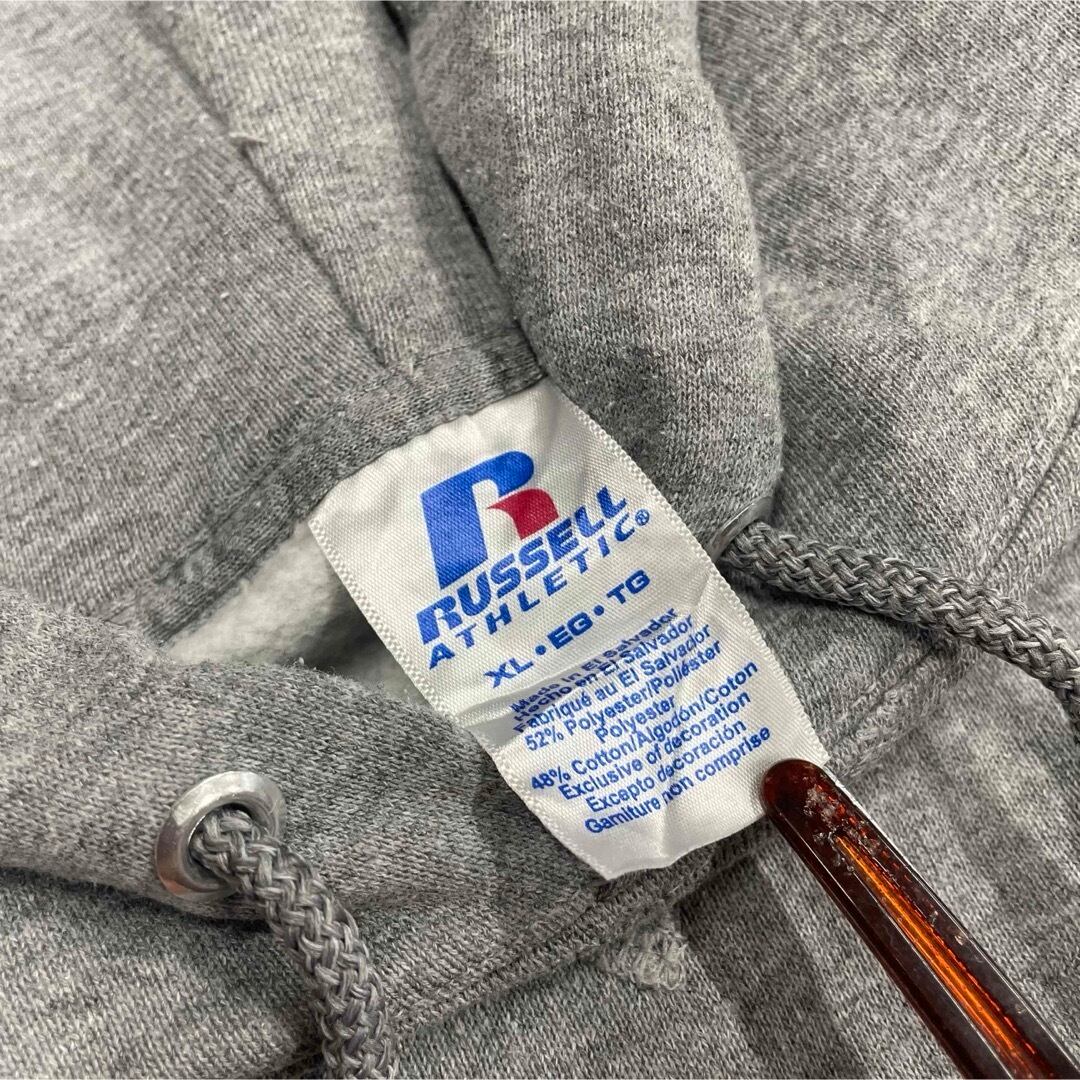 R
RUSSELL
ATHLETIC®
XL • EG • TG
Made in El Salvador
Hecho en El Salvador
Fabriqué au El Salvador
52% Polyester/Poliéster
Polyester
48% Cotton/Algodón/Coton
Exclusive of decoration
Excepto decoración
Garniture non comprise